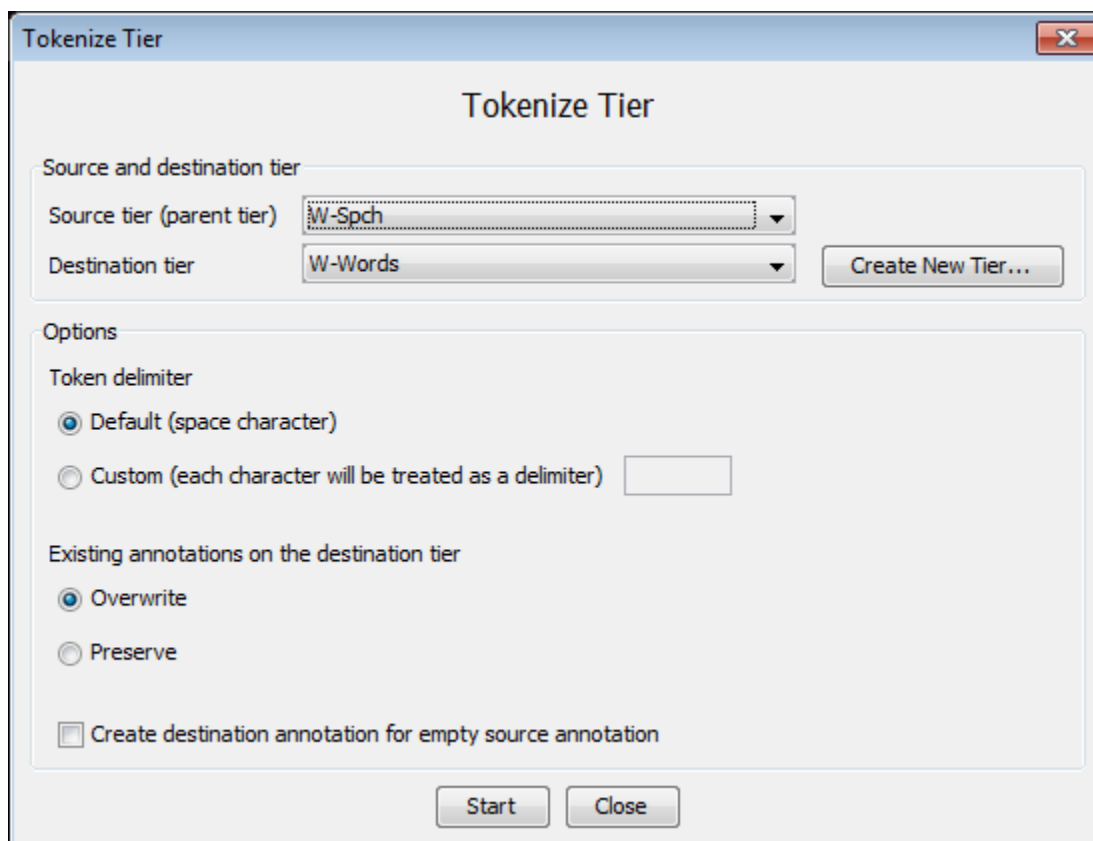 Tokenize Tier
Tokenize Tier
Source and destination tier
Source tier (parent tier) W-Spch
Destination tier W-Words Create New Tier...
Options
Token delimiter
Default (space character)
Custom (each character will be treated as a delimiter)
Existing annotations on the destination tier
Overwrite
Preserve
Create destination annotation for empty source annotation
Start Close